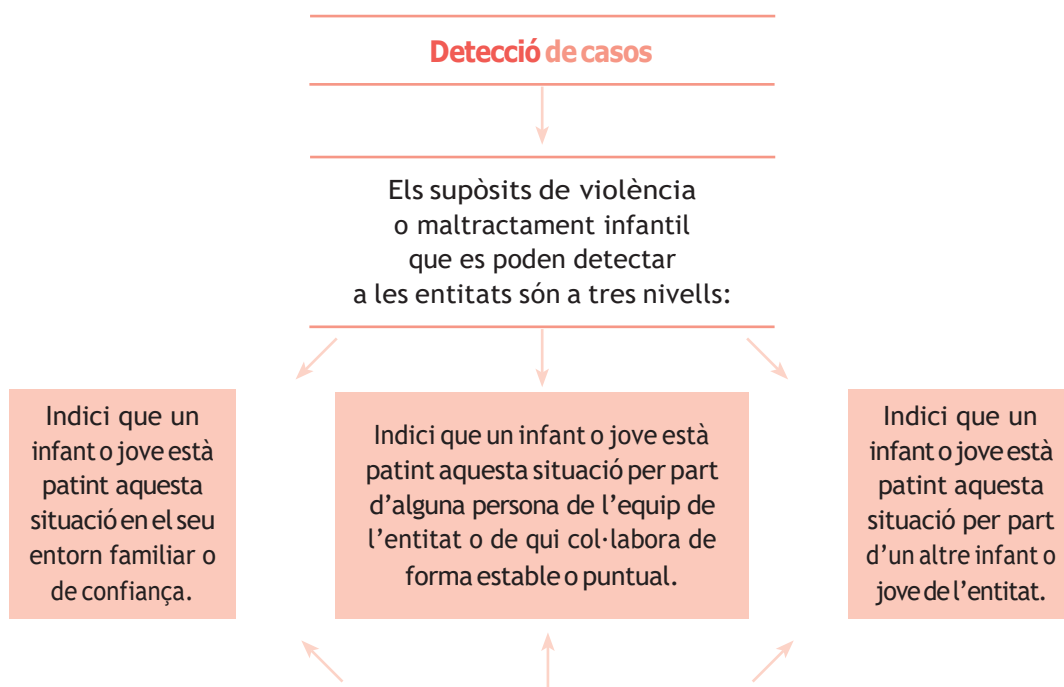 Detecció de casos
Els supòsits de violència
o maltractament infantil
que es poden detectar
a les entitats són a tres nivells:
Indici que un
infant o jove està
patint aquesta
situació en el seu
entorn familiar o
de confiança.
Indici que un infant o jove està
patint aquesta situació per part
d’alguna persona de l’equip de
l’entitat o de qui col·labora de
forma estable o puntual.
Indici que un
infant o jove està
patint aquesta
situació per part
d’un altre infant o
jove de l’entitat.